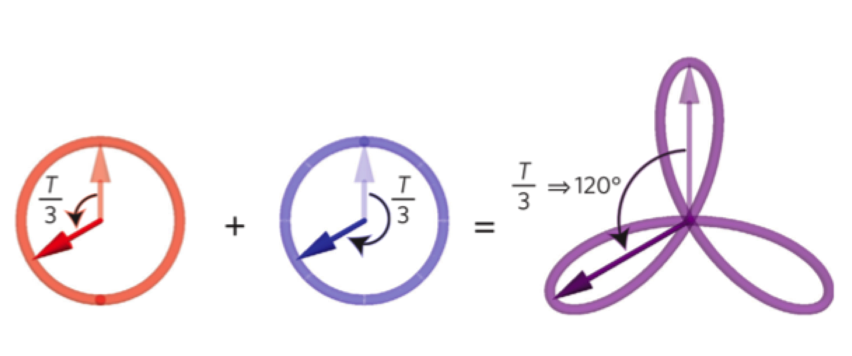 T/3
+
T/3
=
T/3 ⇒120°